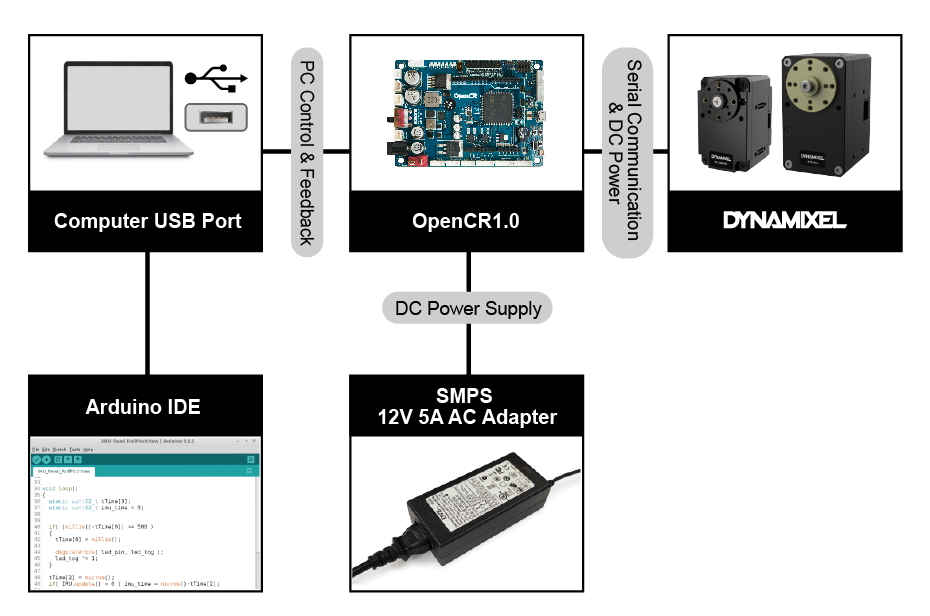 Computer USB Port
PC Control & Feedback
OpenCR
OpenCR1.0
Serial Communication
& DC Power
DYNAMIXEL
DYNAMIXEL
DYNAMIXEL
DC Power Supply
Arduino IDE
IMU_Read_RollPitchYaw | Arduino
File Edit Sketch Tools Help
IMU_Read_RollPitchYaw
33
34 void loop()
35 {
36 static uint32_t tTime[3];
37 static uint32_t imu_time = 0;
38
39
40 if( (millis()-tTime[0]) >= 500 )
41 {
42 tTime[0] = millis();
43
44 digitalWrite( led_pin, led_tog );
45 led_tog ^= 1;
46 }
47
48 tTime[2] = micros();
49 if( IMU.update() > 0 ) imu_time = micros()-tTime[2];
SMPS
12V 5A AC Adapter